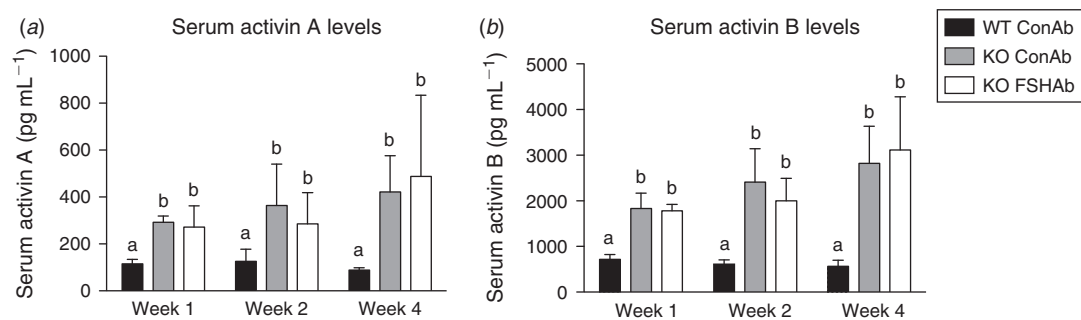 (a)
Serum activin A levels
Serum activin A (pg mL⁻¹)
1000
800
600
400
200
0
a
b
b
a
b
b
a
b
b
Week 1
Week 2
Week 4
(b)
Serum activin B levels
Serum activin B (pg mL⁻¹)
5000
4000
3000
2000
1000
0
a
b
b
a
b
b
a
b
b
Week 1
Week 2
Week 4
WT ConAb
KO ConAb
KO FSHAb